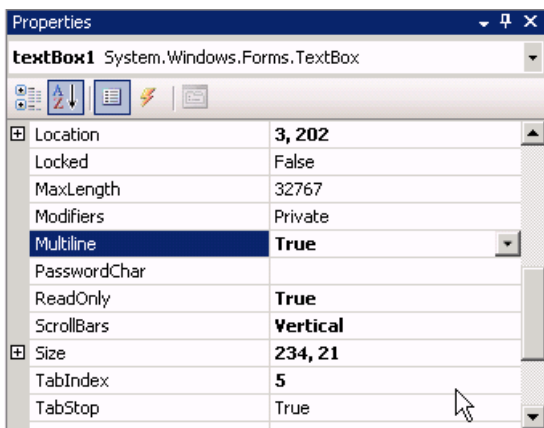 Properties
textBox1 System.Windows.Forms.TextBox
Location 3, 202
Locked False
MaxLength 32767
Modifiers Private
Multiline True
PasswordChar
ReadOnly True
ScrollBars Vertical
Size 234, 21
TabIndex 5
TabStop True